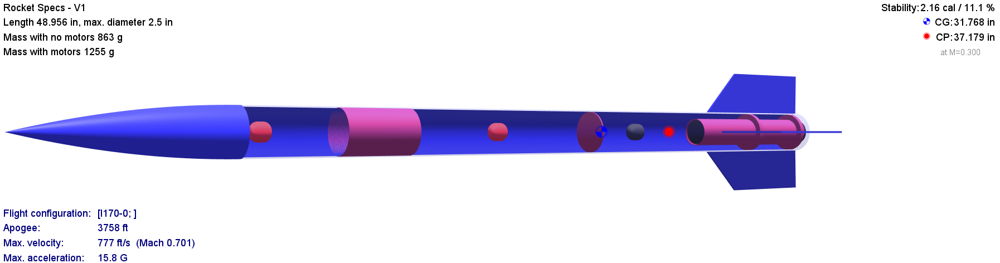 Rocket Specs - V1
Length 48.956 in, max. diameter 2.5 in
Mass with no motors 863 g
Mass with motors 1255 g
Stability: 2.16 cal / 11.1 %
CG: 31.768 in
CP: 37.179 in
at M=0.300
Flight configuration: [I170-0; ]
Apogee: 3758 ft
Max. velocity: 777 ft/s (Mach 0.701)
Max. acceleration: 15.8 G